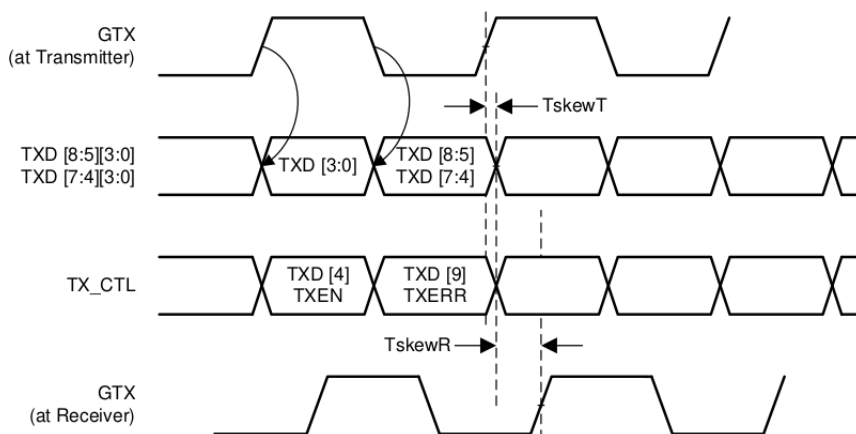 GTX
(at Transmitter)
TskewT
TXD [8:5][3:0]
TXD [7:4][3:0]
TXD [3:0]
TXD [8:5]
TXD [7:4]
TX_CTL
TXD [4]
TXEN
TXD [9]
TXERR
TskewR
GTX
(at Receiver)